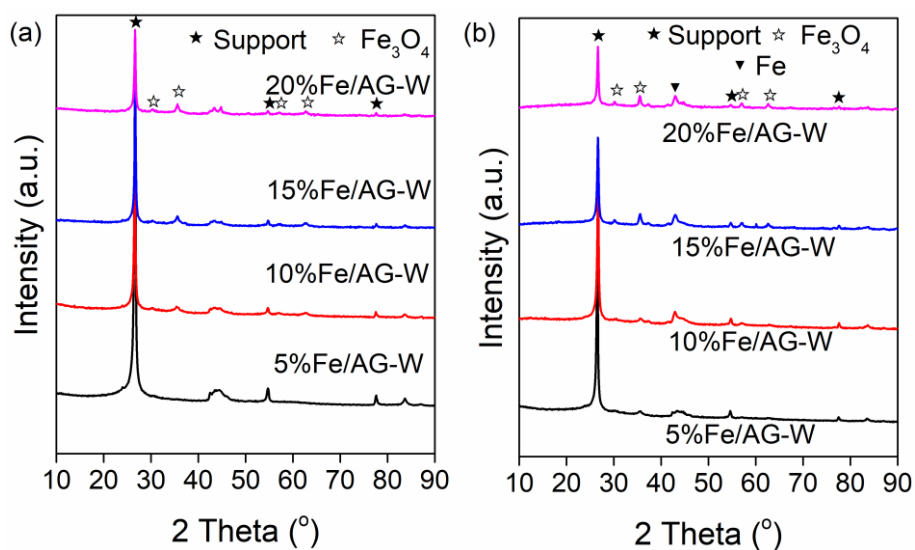 (a)
★ Support ☆ Fe₃O₄
20%Fe/AG-W
15%Fe/AG-W
10%Fe/AG-W
5%Fe/AG-W
Intensity (a.u.)
10 20 30 40 50 60 70 80 90
2 Theta (°)
(b)
★ Support ☆ Fe₃O₄
▼ Fe
20%Fe/AG-W
15%Fe/AG-W
10%Fe/AG-W
5%Fe/AG-W
Intensity (a.u.)
10 20 30 40 50 60 70 80 90
2 Theta (°)